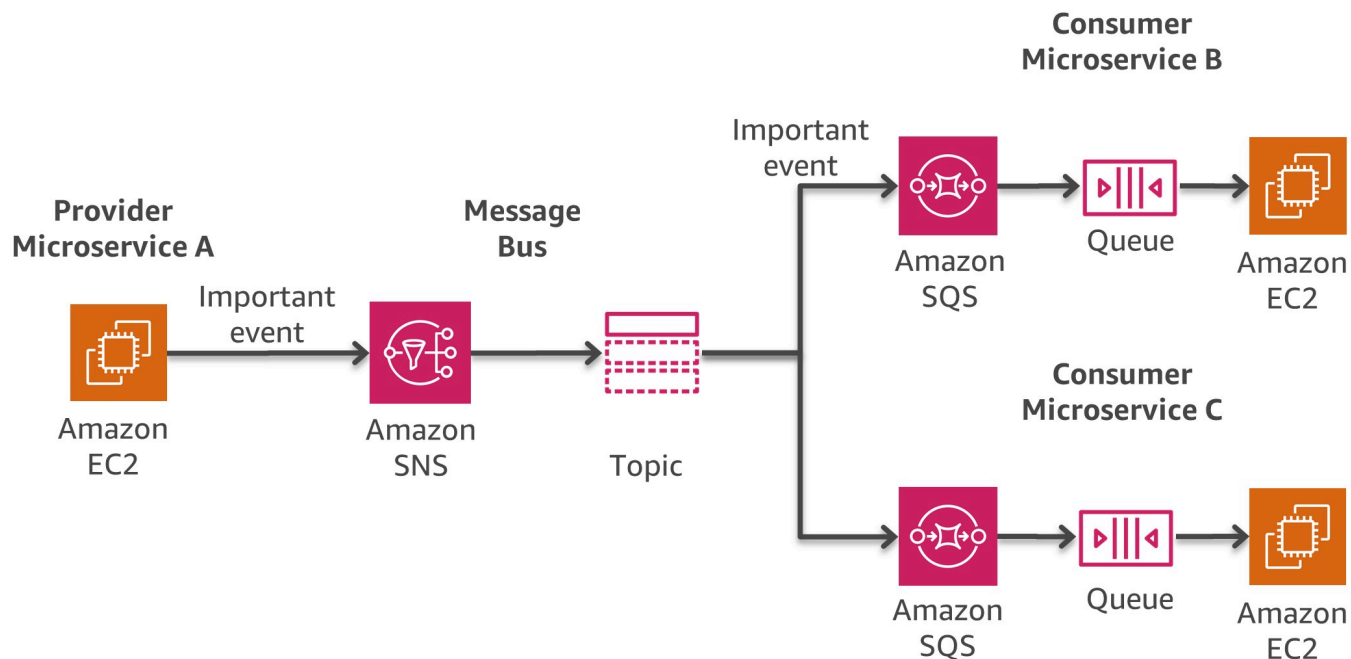 Consumer
Microservice B
Important
event
Amazon
SQS
Queue
Amazon
EC2
Provider
Microservice A
Message
Bus
Important
event
Amazon
EC2
Amazon
SNS
Topic
Consumer
Microservice C
Amazon
SQS
Queue
Amazon
EC2